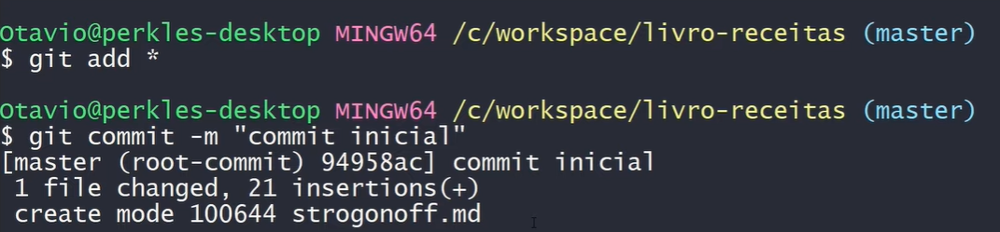 Otavio@perkles-desktop MINGW64 /c/workspace/livro-receitas (master)
$ git add *
Otavio@perkles-desktop MINGW64 /c/workspace/livro-receitas (master)
$ git commit -m "commit inicial"
[master (root-commit) 94958ac] commit inicial
 1 file changed, 21 insertions(+)
 create mode 100644 strogonoff.md